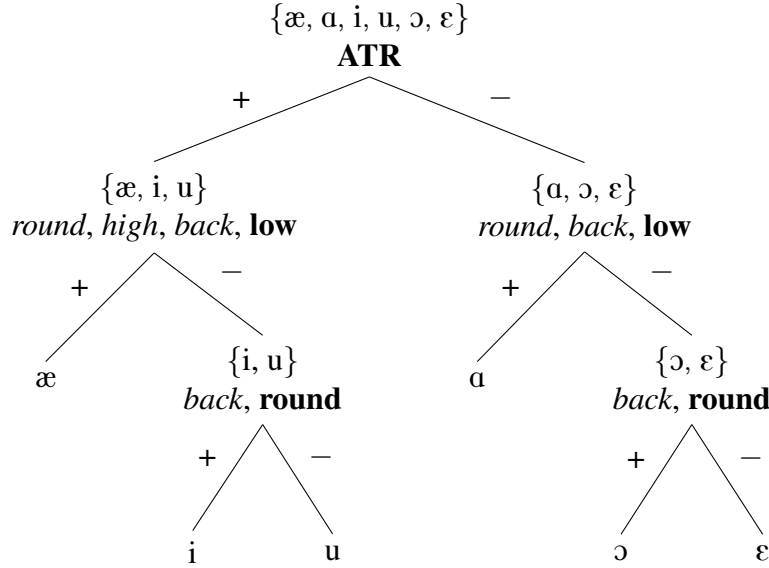 {æ, ɑ, i, u, ɔ, ɛ}
ATR
+ −
{æ, i, u} {ɑ, ɔ, ɛ}
round, high, back, low round, back, low
+ − + −
æ {i, u} ɑ {ɔ, ɛ}
back, round back, round
+ − + −
i u ɔ ɛ